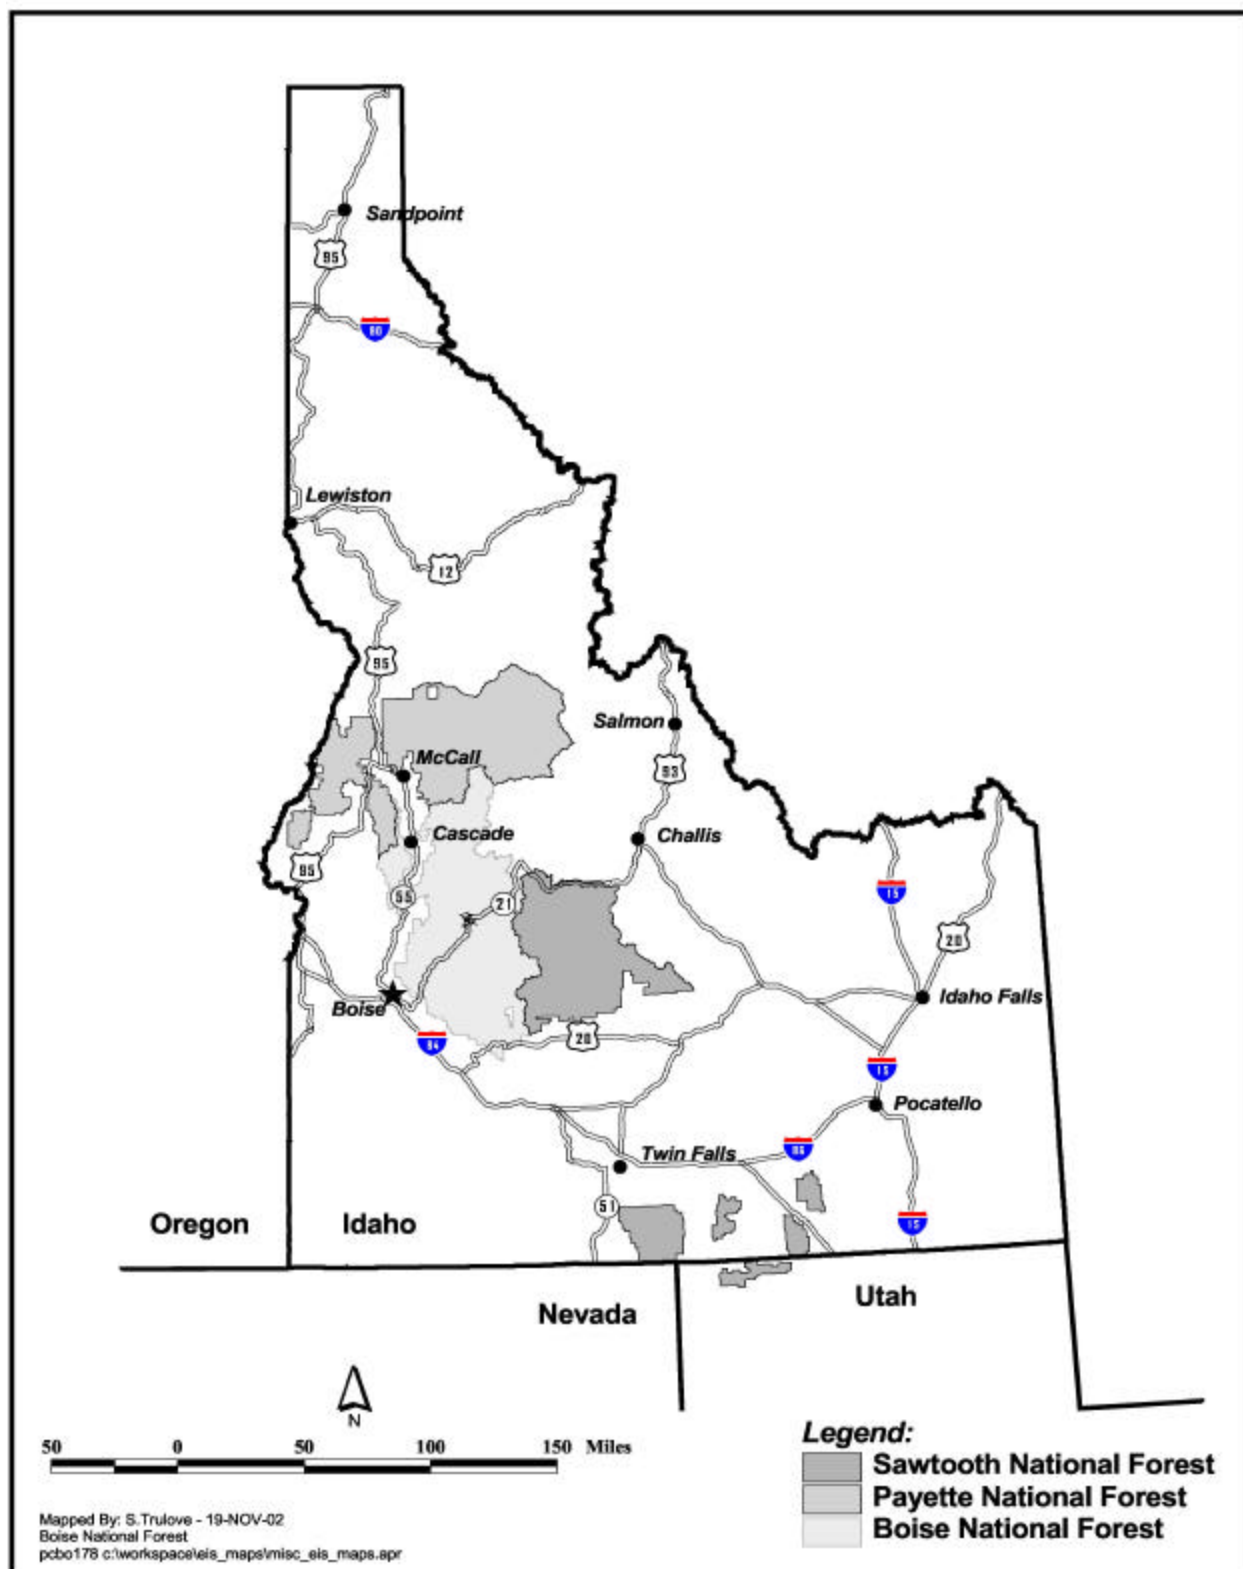 Sandpoint
95
80
Lewiston
12
95
Salmon
McCall
93
Cascade
Challis
95
55
21
15
20
Boise
Idaho Falls
84
20
15
Pocatello
Twin Falls
86
51
15
Oregon
Idaho
Nevada
Utah
N
50 0 50 100 150 Miles
Legend:
Sawtooth National Forest
Payette National Forest
Boise National Forest
Mapped By: S.Trulove - 19-NOV-02
Boise National Forest
pcbo178 c:\workspace\eis_maps\misc_eis_maps.apr